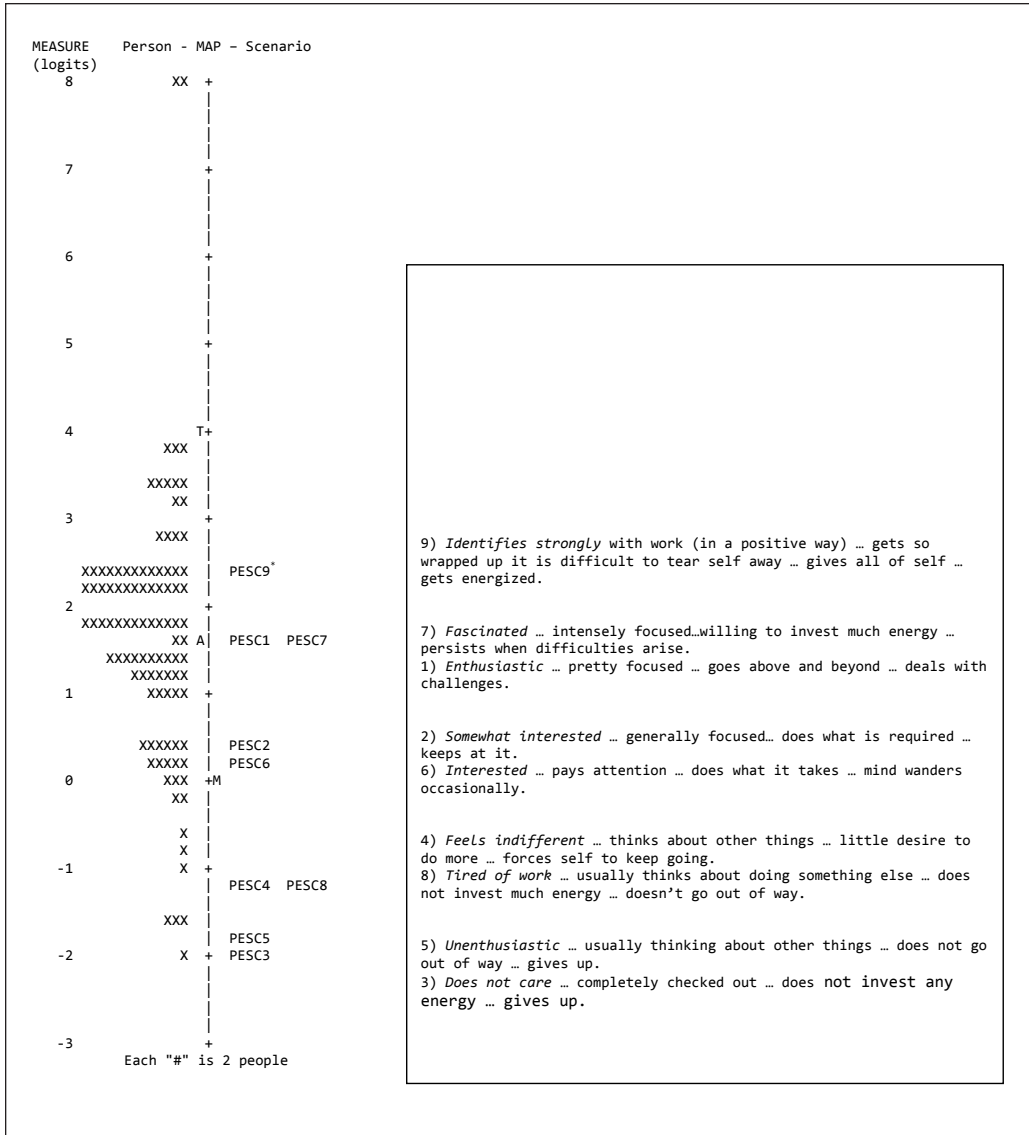 MEASURE Person - MAP – Scenario
(logits)
8 XX +
7 +
6 +
5 +
4 T+
XXX |
XXXXX |
XX |
3 +
XXXX |
XXXXXXXXXXXXX | PESC9*
XXXXXXXXXXXXX |
2 +
XXXXXXXXXXXXX |
XX A| PESC1 PESC7
XXXXXXXXXX |
XXXXXXX |
1 XXXXX +
XXXXXX | PESC2
XXXXX | PESC6
0 XXX +M
XX |
X |
X |
-1 X +
| PESC4 PESC8
XXX |
| PESC5
-2 X + PESC3
-3 +
Each "#" is 2 people
9) Identifies strongly with work (in a positive way) … gets so
wrapped up it is difficult to tear self away … gives all of self …
gets energized.
7) Fascinated … intensely focused…willing to invest much energy …
persists when difficulties arise.
1) Enthusiastic … pretty focused … goes above and beyond … deals with
challenges.
2) Somewhat interested … generally focused… does what is required …
keeps at it.
6) Interested … pays attention … does what it takes … mind wanders
occasionally.
4) Feels indifferent … thinks about other things … little desire to
do more … forces self to keep going.
8) Tired of work … usually thinks about doing something else … does
not invest much energy … doesn’t go out of way.
5) Unenthusiastic … usually thinking about other things … does not go
out of way … gives up.
3) Does not care … completely checked out … does not invest any
energy … gives up.